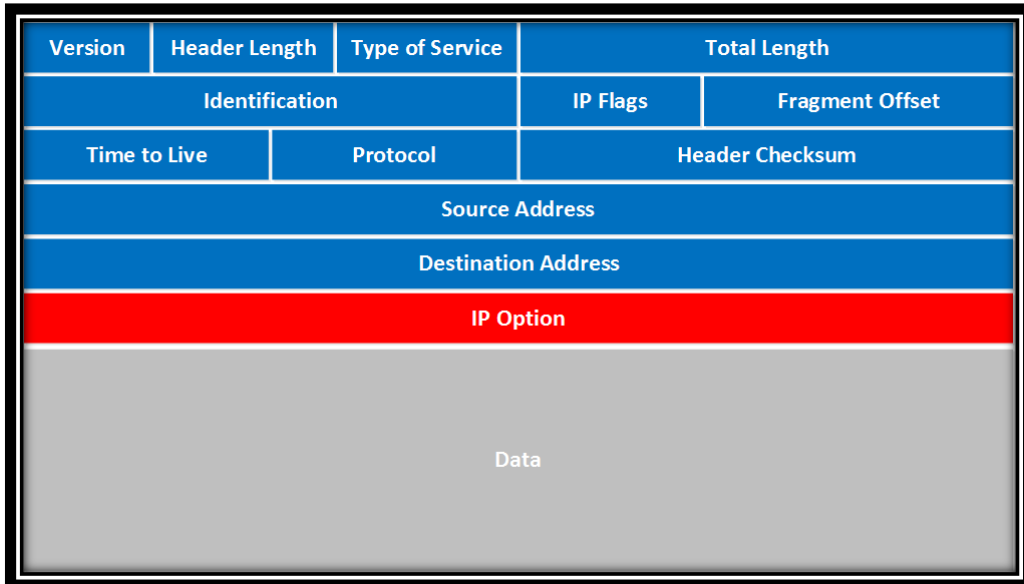 Version Header Length Type of Service Total Length
Identification IP Flags Fragment Offset
Time to Live Protocol Header Checksum
Source Address
Destination Address
IP Option
Data